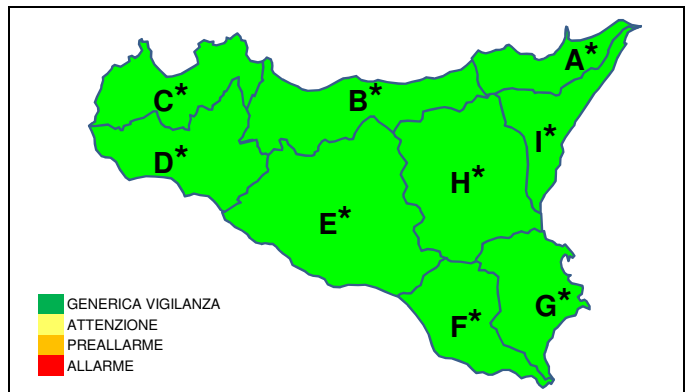 A*
C*
B*
I*
D*
H*
E*
G*
F*
GENERICA VIGILANZA
ATTENZIONE
PREALLARME
ALLARME